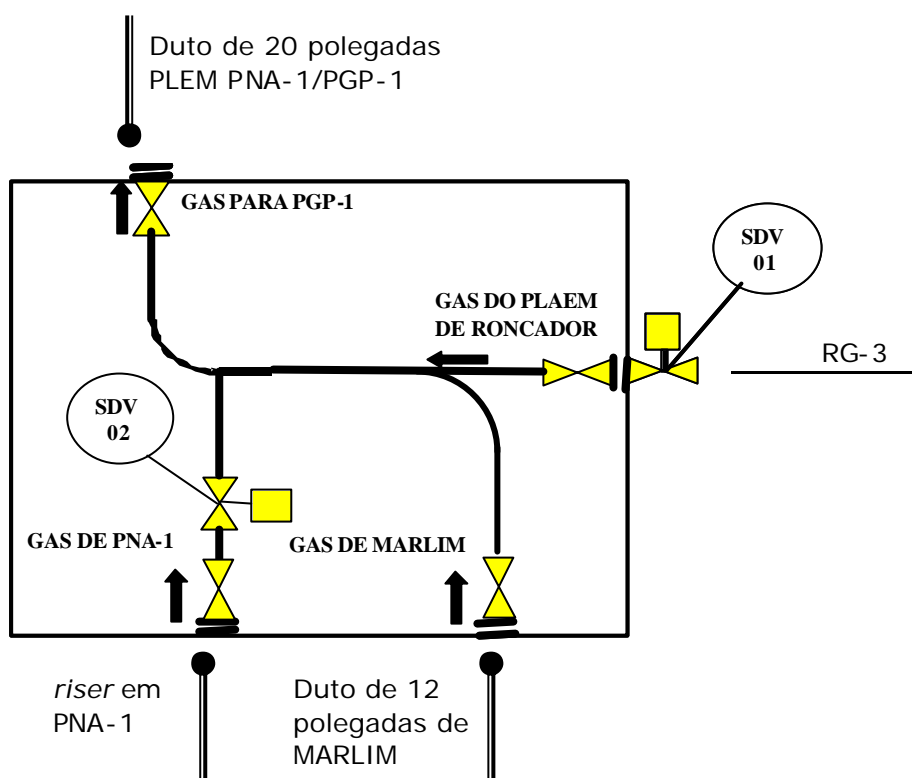 Duto de 20 polegadas
PLEM PNA-1/PGP-1
GAS PARA PGP-1
SDV
01
GAS DO PLAEM
DE RONCADOR
RG-3
SDV
02
GAS DE PNA-1
GAS DE MARLIM
riser em
PNA-1
Duto de 12
polegadas de
MARLIM